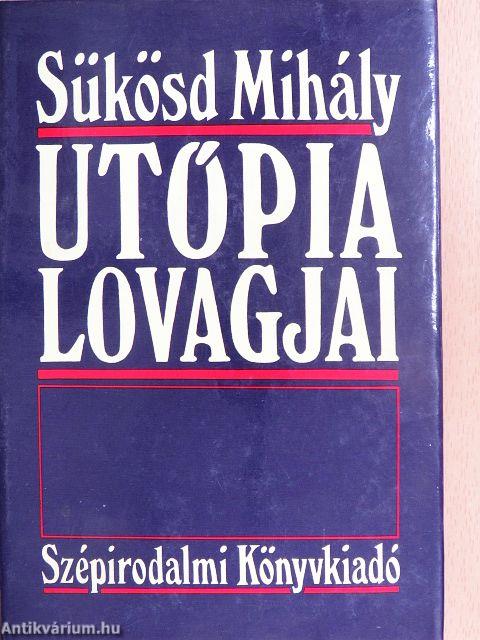 Sükösd Mihály
UTÓPIA
LOVAGJAI
Szépirodalmi Könyvkiadó
Antikvárium.hu